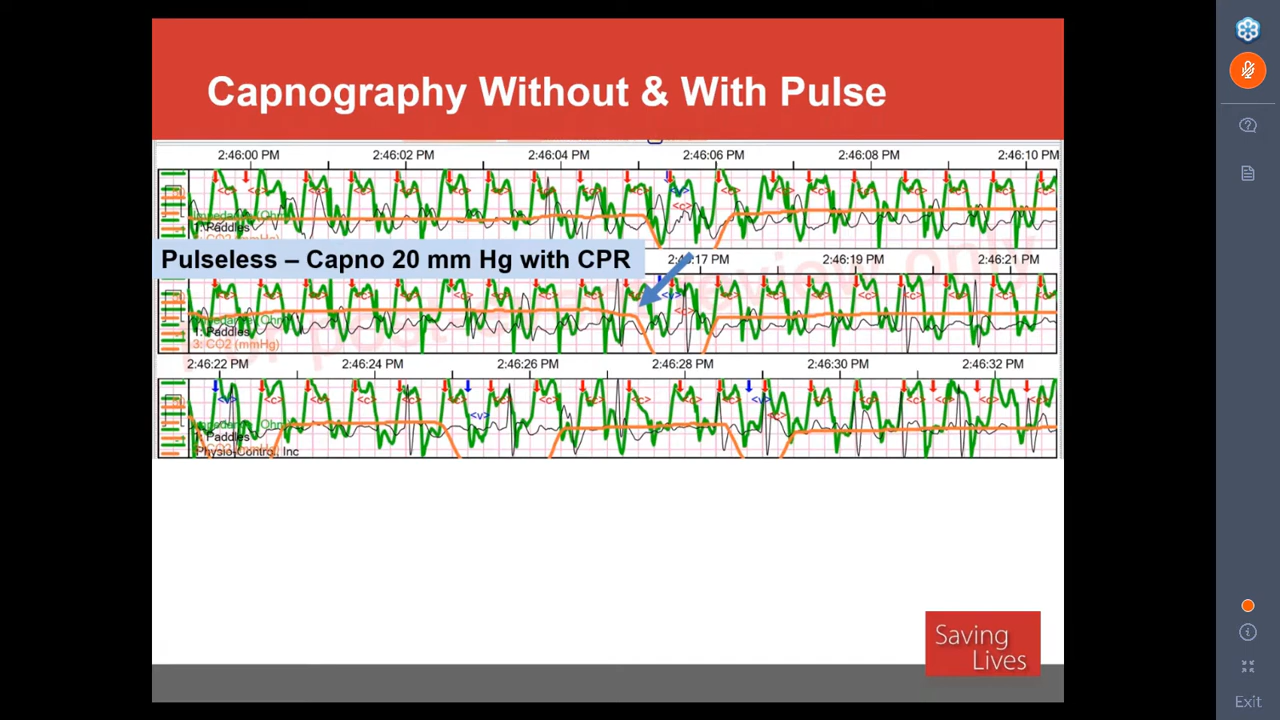 Capnography Without & With Pulse
2:46:00 PM 2:46:02 PM 2:46:04 PM 2:46:06 PM 2:46:08 PM 2:46:10 PM
<c> <c> <c> <c> <c> <c> <c> <c> <c> <c> <v> <c> <c> <c> <c> <c> <c> <c> <c>
1: Paddles
Pulseless – Capno 20 mm Hg with CPR
2:46:17 PM 2:46:19 PM 2:46:21 PM
<c> <c> <c> <c> <c> <c> <c> <c> <c> <c> <v> <c> <c> <c> <c> <c> <c> <c> <c>
1: Paddles
3: CO2 (mmHg)
2:46:22 PM 2:46:24 PM 2:46:26 PM 2:46:28 PM 2:46:30 PM 2:46:32 PM
<v> <c> <c> <c> <c> <c> <v> <c> <c> <c> <c> <c> <c> <v> <c> <c> <c> <c> <c> <c>
Paddles
Physio-Control, Inc
review only
Saving
Lives
Exit